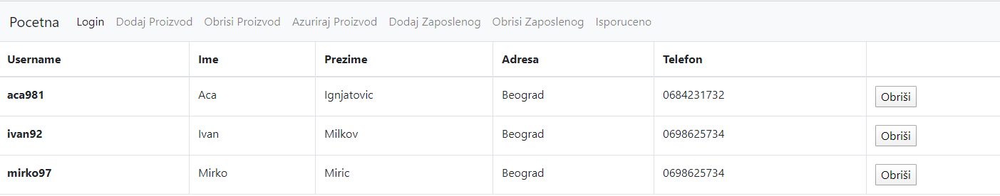 Pocetna Login Dodaj Proizvod Obrisi Proizvod Azuriraj Proizvod Dodaj Zaposlenog Obrisi Zaposlenog Isporuceno
Username Ime Prezime Adresa Telefon
aca981 Aca Ignjatovic Beograd 0684231732 Obriši
ivan92 Ivan Milkov Beograd 0698625734 Obriši
mirko97 Mirko Miric Beograd 0698625734 Obriši